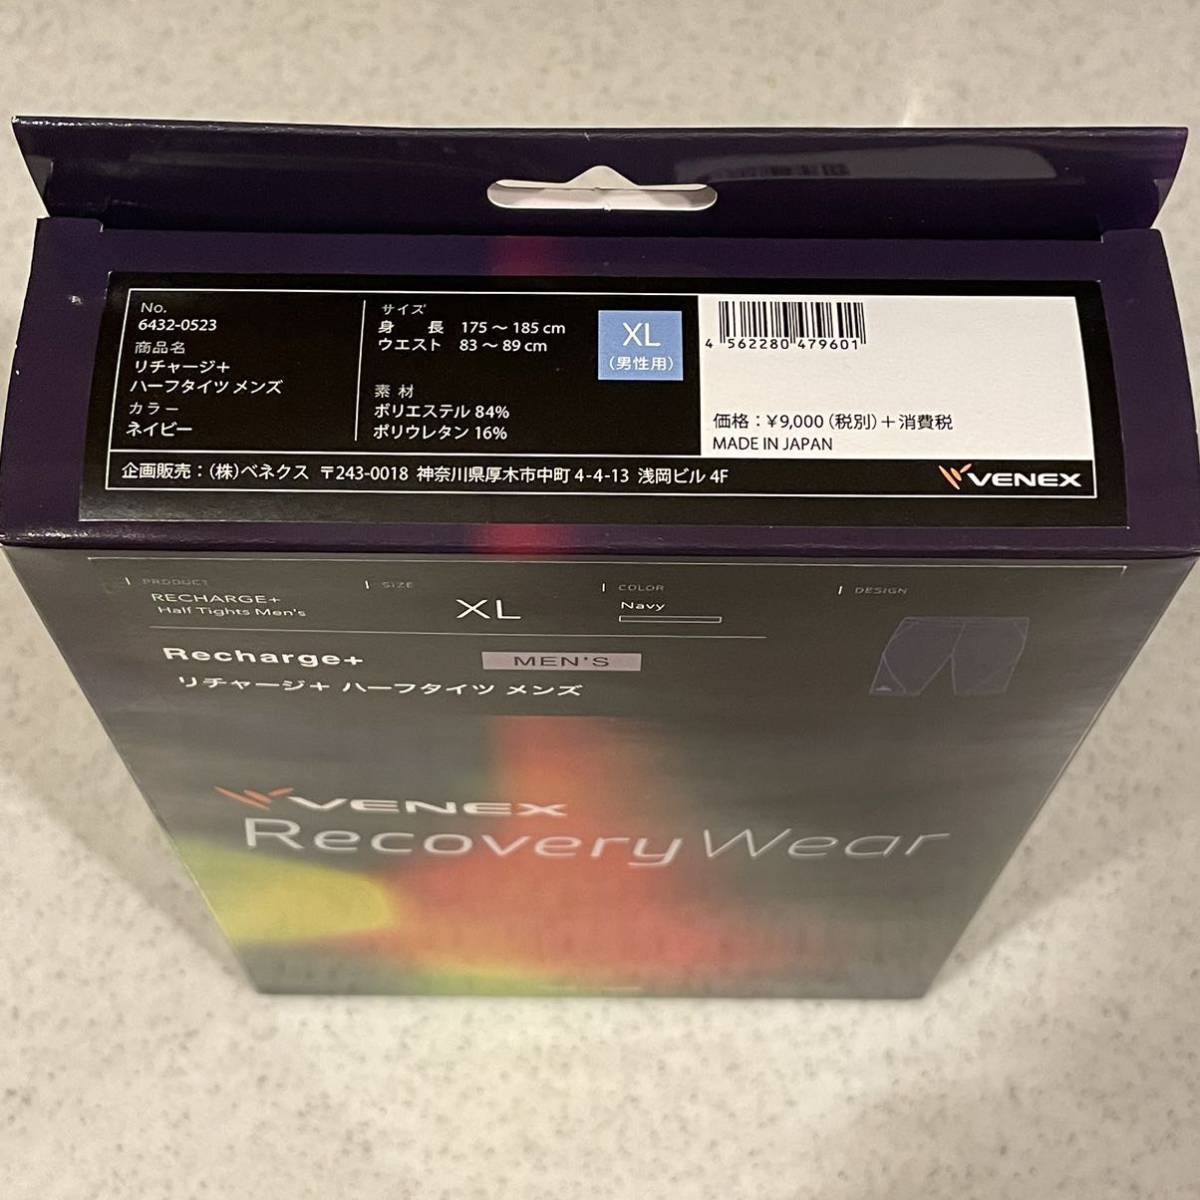 No.
6432-0523
商品名
リチャージ＋
ハーフタイツ メンズ
カラー
ネイビー
サイズ
身　長　175 ～ 185 cm
ウエスト　83 ～ 89 cm
素 材
ポリエステル 84%
ポリウレタン 16%
XL
（男性用）
4 562280 479601
価格：¥9,000（税別）＋消費税
MADE IN JAPAN
企画販売：（株）ベネクス 〒243-0018 神奈川県厚木市中町 4-4-13 浅岡ビル 4F
VENEX
PRODUCT
RECHARGE+
Half Tights Men's
SIZE
XL
COLOR
Navy
DESIGN
Recharge+
MEN'S
リチャージ＋ ハーフタイツ メンズ
VENEX
Recovery Wear